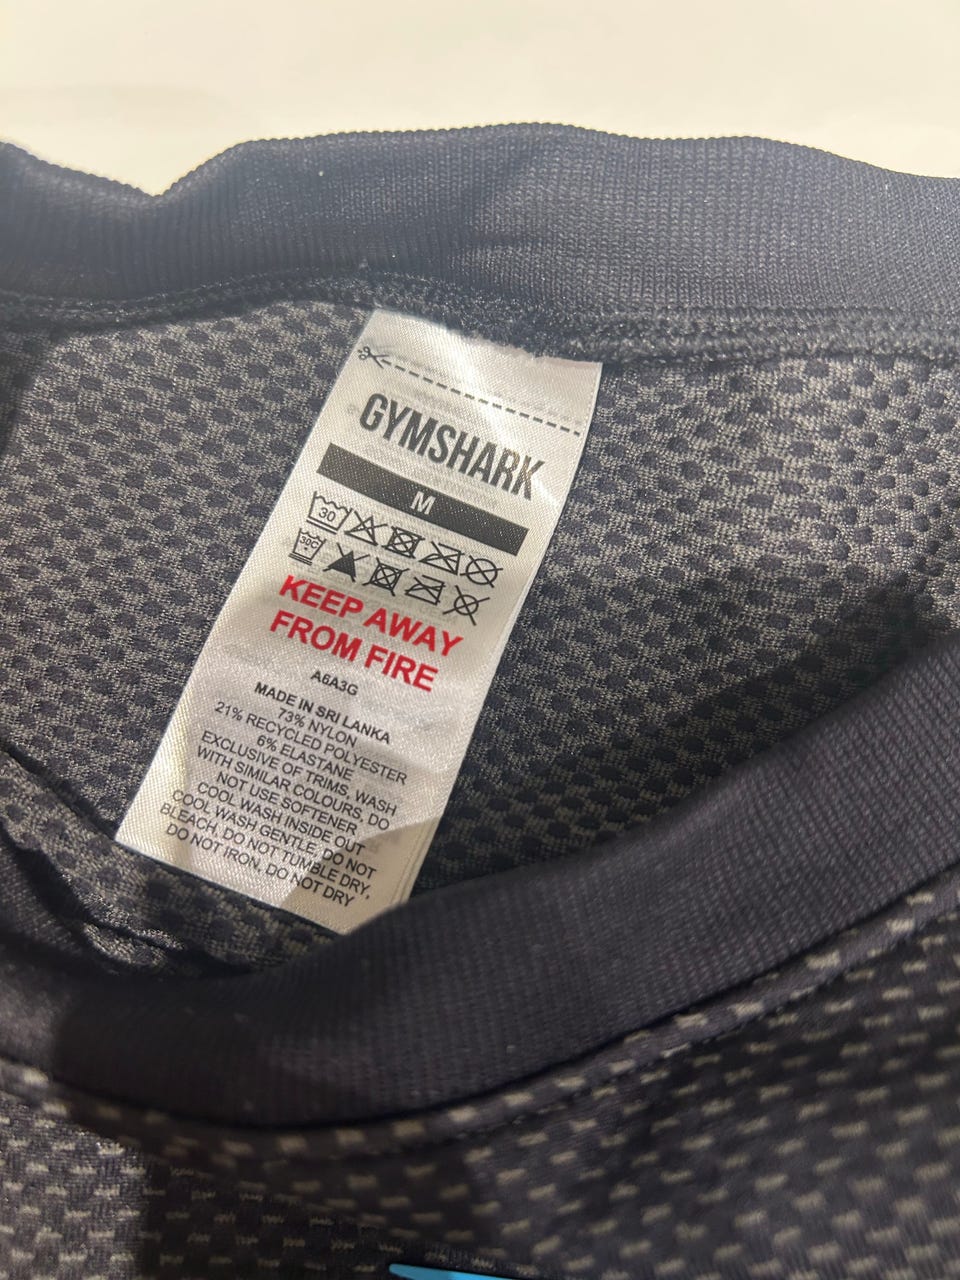 GYMSHARK
M
30
30C
KEEP AWAY
FROM FIRE
A6A3G
MADE IN SRI LANKA
73% NYLON
21% RECYCLED POLYESTER
6% ELASTANE
EXCLUSIVE OF TRIMS, WASH
WITH SIMILAR COLOURS, DO
NOT USE SOFTENER
COOL WASH INSIDE OUT
COOL WASH GENTLE, DO NOT
BLEACH, DO NOT TUMBLE DRY,
DO NOT IRON, DO NOT DRY